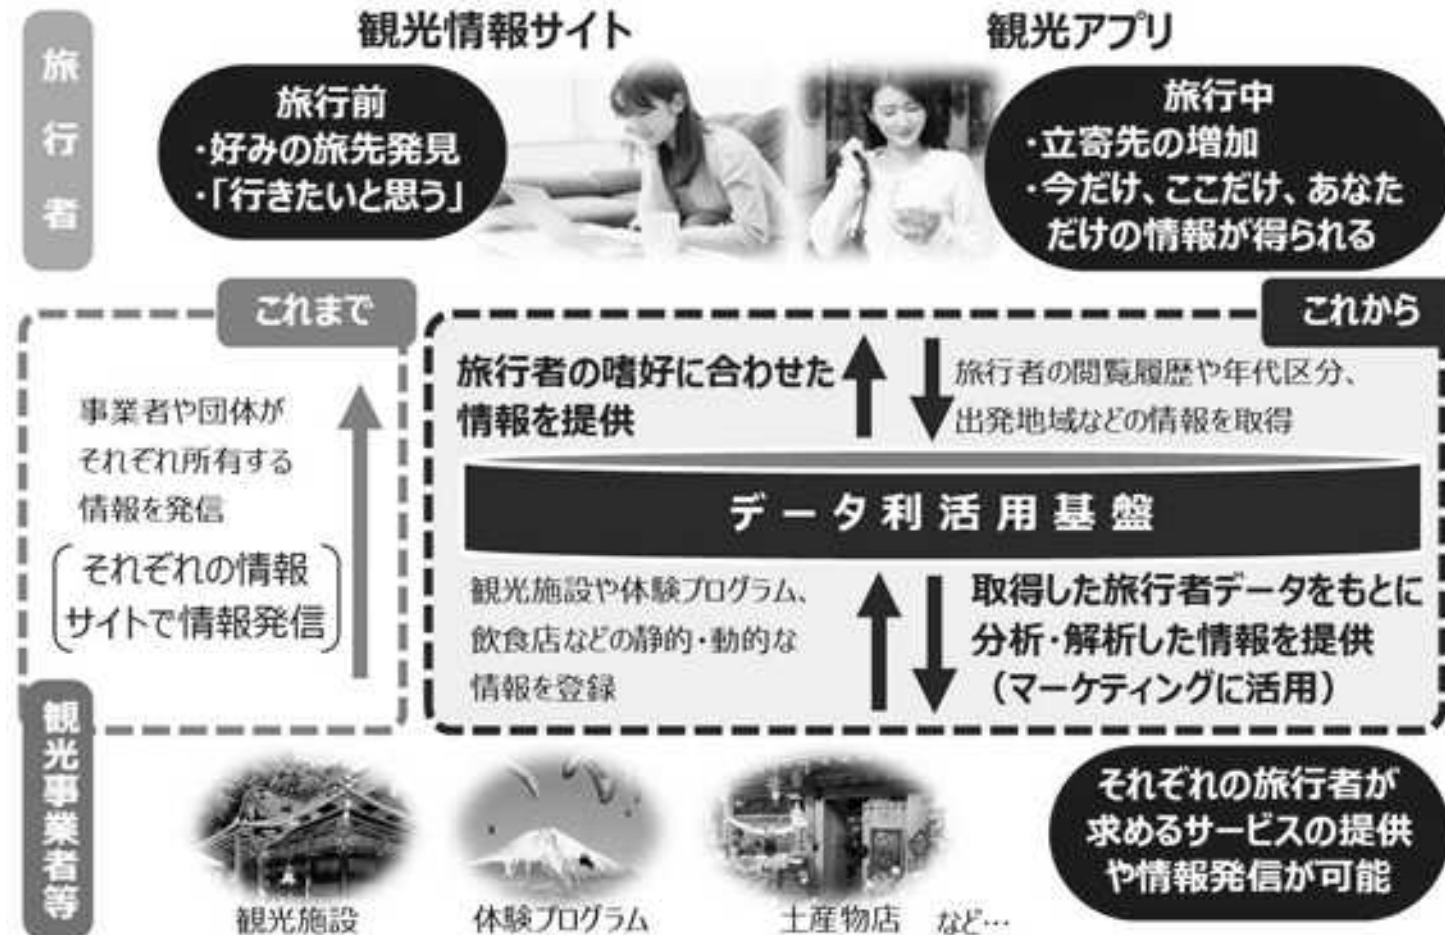 旅行者
観光情報サイト
観光アプリ
旅行前
・好みの旅先発見
・「行きたいと思う」
旅行中
・立寄先の増加
・今だけ、ここだけ、あなた
だけの情報が得られる
これまで
事業者や団体が
それぞれ所有する
情報を発信
それぞれの情報
サイトで情報発信
これから
旅行者の嗜好に合わせた
情報を提供
旅行者の閲覧履歴や年代区分、
出発地域などの情報を取得
データ利活用基盤
観光施設や体験プログラム、
飲食店などの静的・動的な
情報を登録
取得した旅行者データをもとに
分析・解析した情報を提供
（マーケティングに活用）
観光事業者等
観光施設
体験プログラム
土産物店
など…
それぞれの旅行者が
求めるサービスの提供
や情報発信が可能